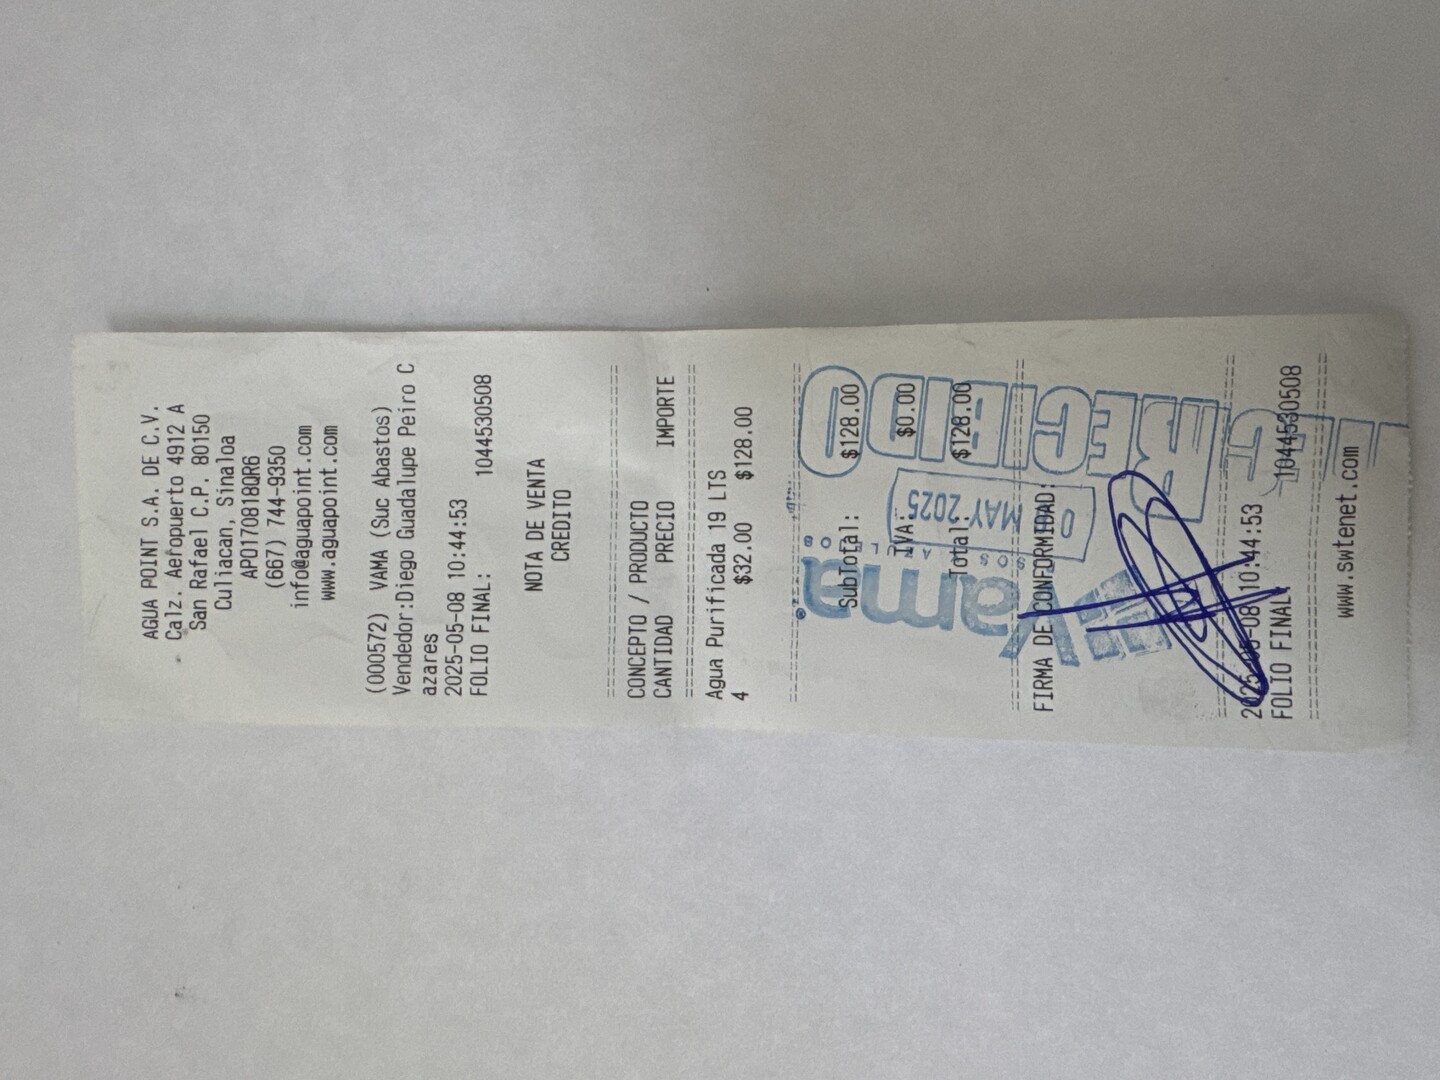 AGUA POINT S.A. DE C.V.
Calz. Aeropuerto 4912 A
San Rafael C.P. 80150
Culiacan, Sinaloa
APO170818QR6
(667) 744-9350
info@aguapoint.com
www.aguapoint.com
(000572) VAMA (Suc Abastos)
Vendedor:Diego Guadalupe Peiro C
azares
2025-05-08 10:44:53
FOLIO FINAL: 1044530508
NOTA DE VENTA
CREDITO
CONCEPTO / PRODUCTO
CANTIDAD PRECIO IMPORTE
Agua Purificada 19 LTS
4 $32.00 $128.00
SubTotal: $128.00
IVA: $0.00
Total: $128.00
FIRMA DE CONFORMIDAD:
2025-05-08 10:44:53
FOLIO FINAL: 1044530508
www.swtenet.com
Vama®
MAY 2025
RECIBIDO